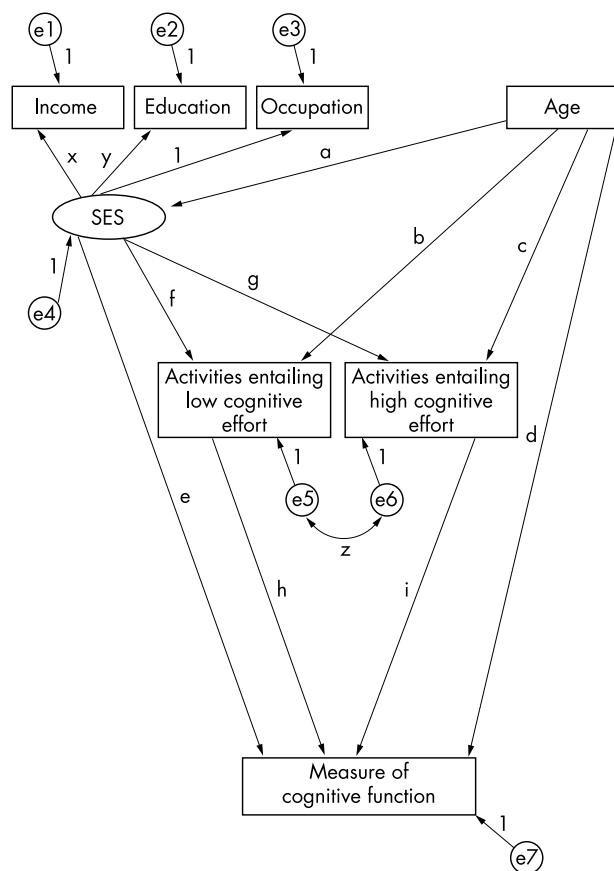 e1
e2
e3
1
1
1
Income
Education
Occupation
Age
x
y
1
a
SES
b
c
1
f
g
e4
Activities entailing
low cognitive
effort
Activities entailing
high cognitive
effort
d
1
1
e
e5
e6
z
h
i
Measure of
cognitive function
1
e7